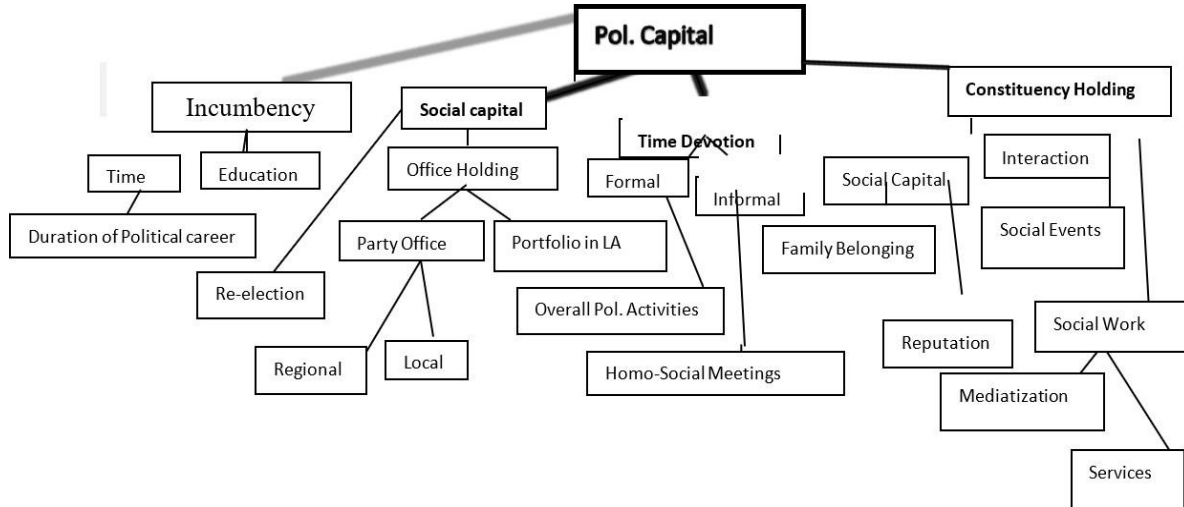 Pol. Capital
Incumbency
Social capital
Constituency Holding
Time Devotion
Time
Education
Office Holding
Formal
Informal
Social Capital
Interaction
Duration of Political career
Party Office
Portfolio in LA
Family Belonging
Social Events
Re-election
Overall Pol. Activities
Regional
Local
Homo-Social Meetings
Reputation
Social Work
Mediatization
Services